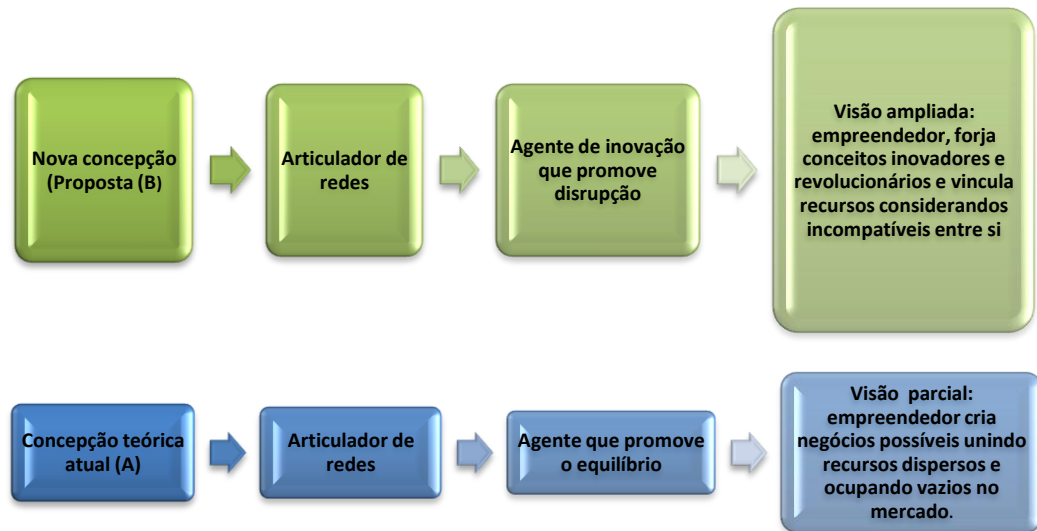 Nova concepção
(Proposta (B)
Articulador de
redes
Agente de inovação
que promove
disrupção
Visão ampliada:
empreendedor, forja
conceitos inovadores e
revolucionários e vincula
recursos considerandos
incompatíveis entre si
Concepção teórica
atual (A)
Articulador de
redes
Agente que promove
o equilíbrio
Visão parcial:
empreendedor cria
negócios possíveis unindo
recursos dispersos e
ocupando vazios no
mercado.